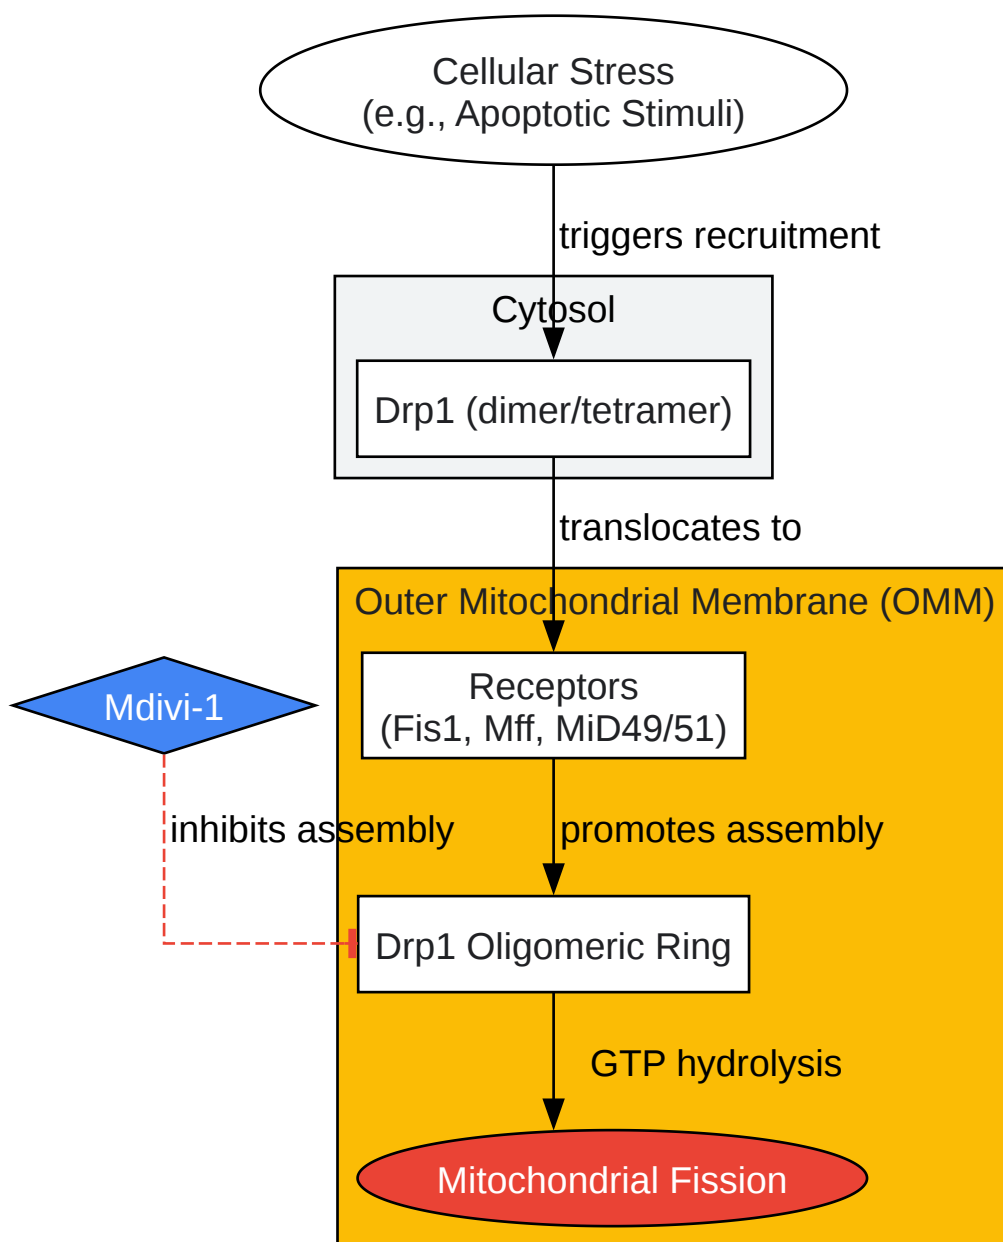 Cellular Stress
(e.g., Apoptotic Stimuli)
triggers recruitment
Cytosol
Drp1 (dimer/tetramer)
translocates to
Outer Mitochondrial Membrane (OMM)
Receptors
(Fis1, Mff, MiD49/51)
Mdivi-1
inhibits assembly
promotes assembly
Drp1 Oligomeric Ring
GTP hydrolysis
Mitochondrial Fission